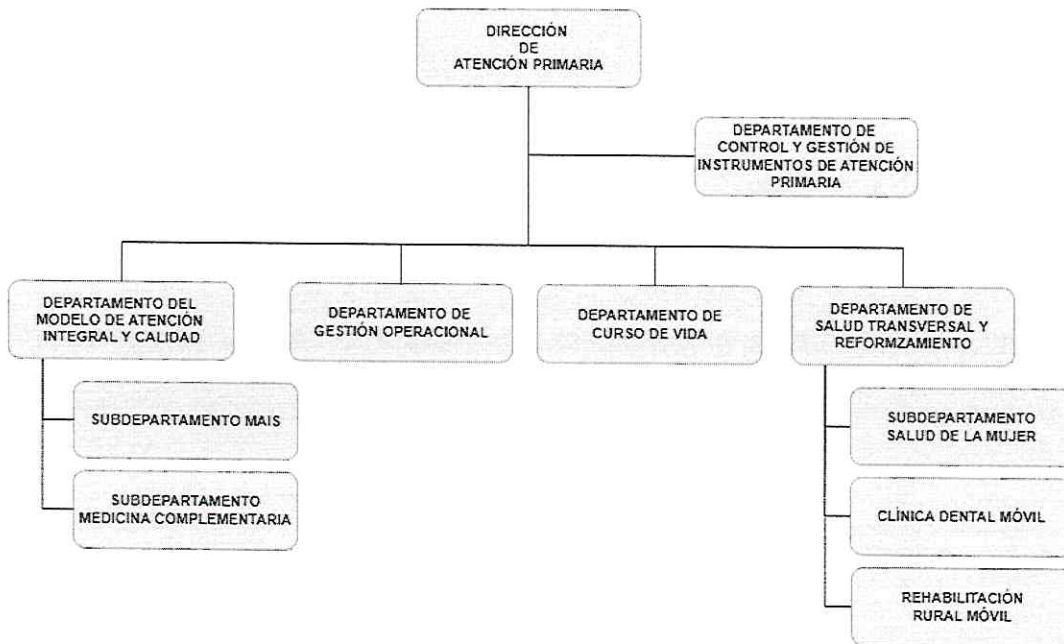 DIRECCIÓN
DE
ATENCIÓN PRIMARIA
DEPARTAMENTO DE
CONTROL Y GESTIÓN DE
INSTRUMENTOS DE ATENCIÓN
PRIMARIA
DEPARTAMENTO DEL
MODELO DE ATENCIÓN
INTEGRAL Y CALIDAD
DEPARTAMENTO DE
GESTIÓN OPERACIONAL
DEPARTAMENTO DE
CURSO DE VIDA
DEPARTAMENTO DE
SALUD TRANSVERSAL Y
REFORMZAMIENTO
SUBDEPARTAMENTO MAIS
SUBDEPARTAMENTO
MEDICINA COMPLEMENTARIA
SUBDEPARTAMENTO
SALUD DE LA MUJER
CLÍNICA DENTAL MÓVIL
REHABILITACIÓN
RURAL MÓVIL